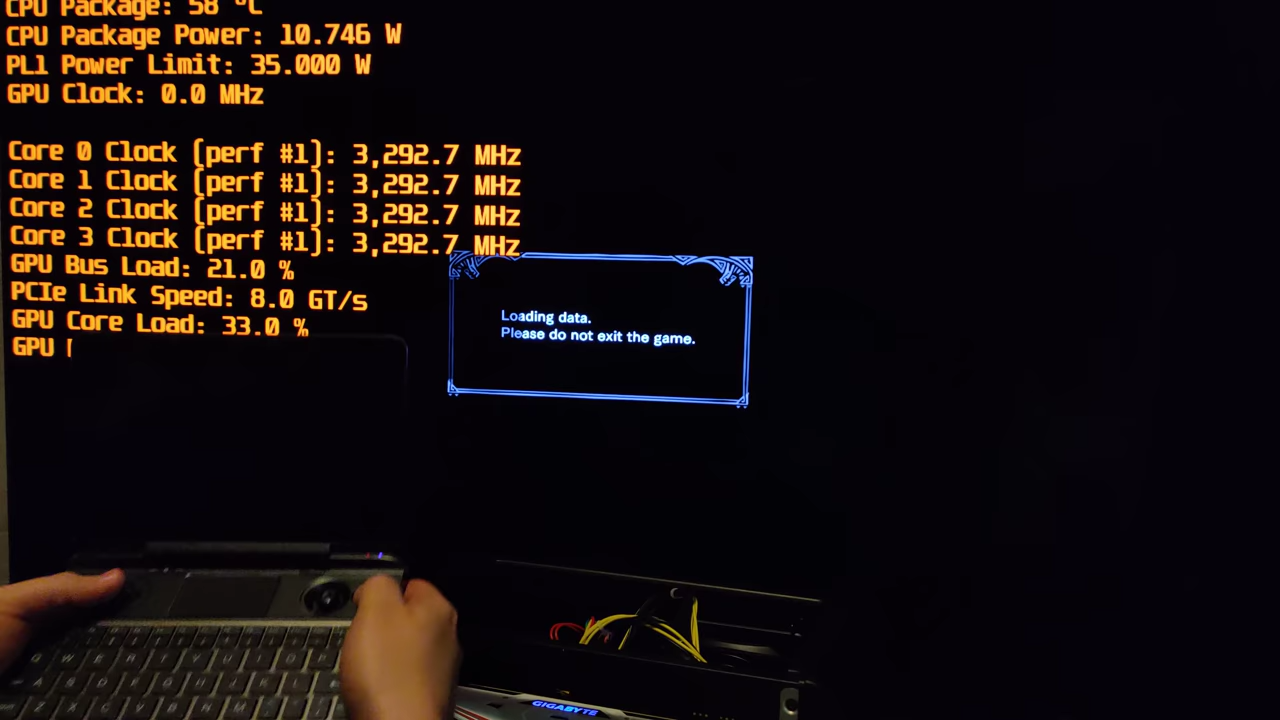 CPU Package: 58 °C
CPU Package Power: 10.746 W
PL1 Power Limit: 35.000 W
GPU Clock: 0.0 MHz
Core 0 Clock (perf #1): 3,292.7 MHz
Core 1 Clock (perf #1): 3,292.7 MHz
Core 2 Clock (perf #1): 3,292.7 MHz
Core 3 Clock (perf #1): 3,292.7 MHz
GPU Bus Load: 21.0 %
PCIe Link Speed: 8.0 GT/s
GPU Core Load: 33.0 %
GPU
Loading data.
Please do not exit the game.
Q W E R T Y U I O P
A S D F G H J K L
Z X C V B N M
GIGABYTE